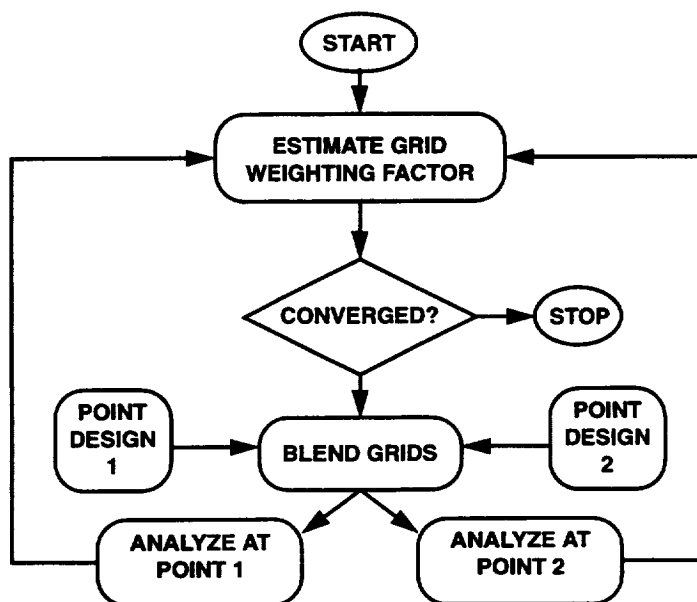 START
ESTIMATE GRID
WEIGHTING FACTOR
CONVERGED?
STOP
POINT
DESIGN
1
BLEND GRIDS
POINT
DESIGN
2
ANALYZE AT
POINT 1
ANALYZE AT
POINT 2